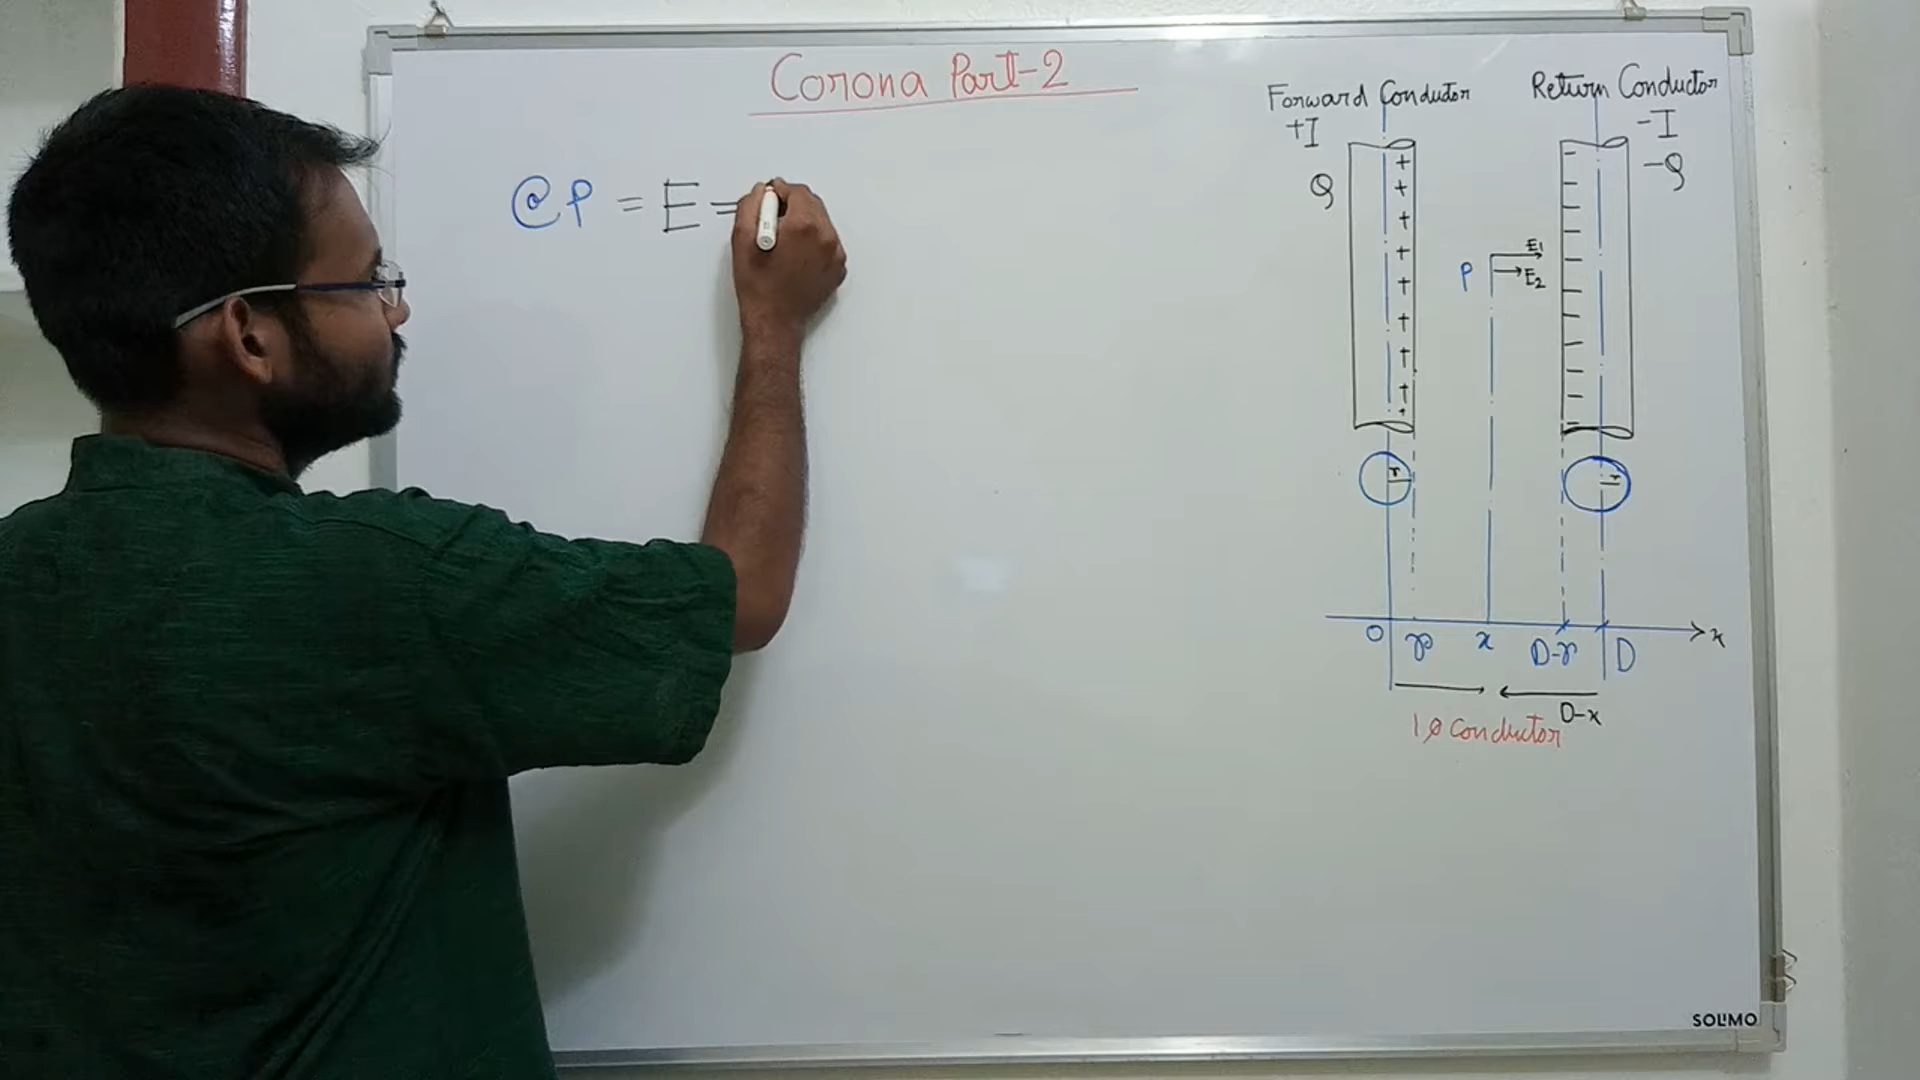 Corona Part-2
@P = E =
Forward Conductor
Return Conductor
+I
-I
Q
-Q
+
+
+
+
+
+
+
+
+
P
E1
E2
r
r
O r x D-r D
x
D-x
1ø Conductor
SOLIMO